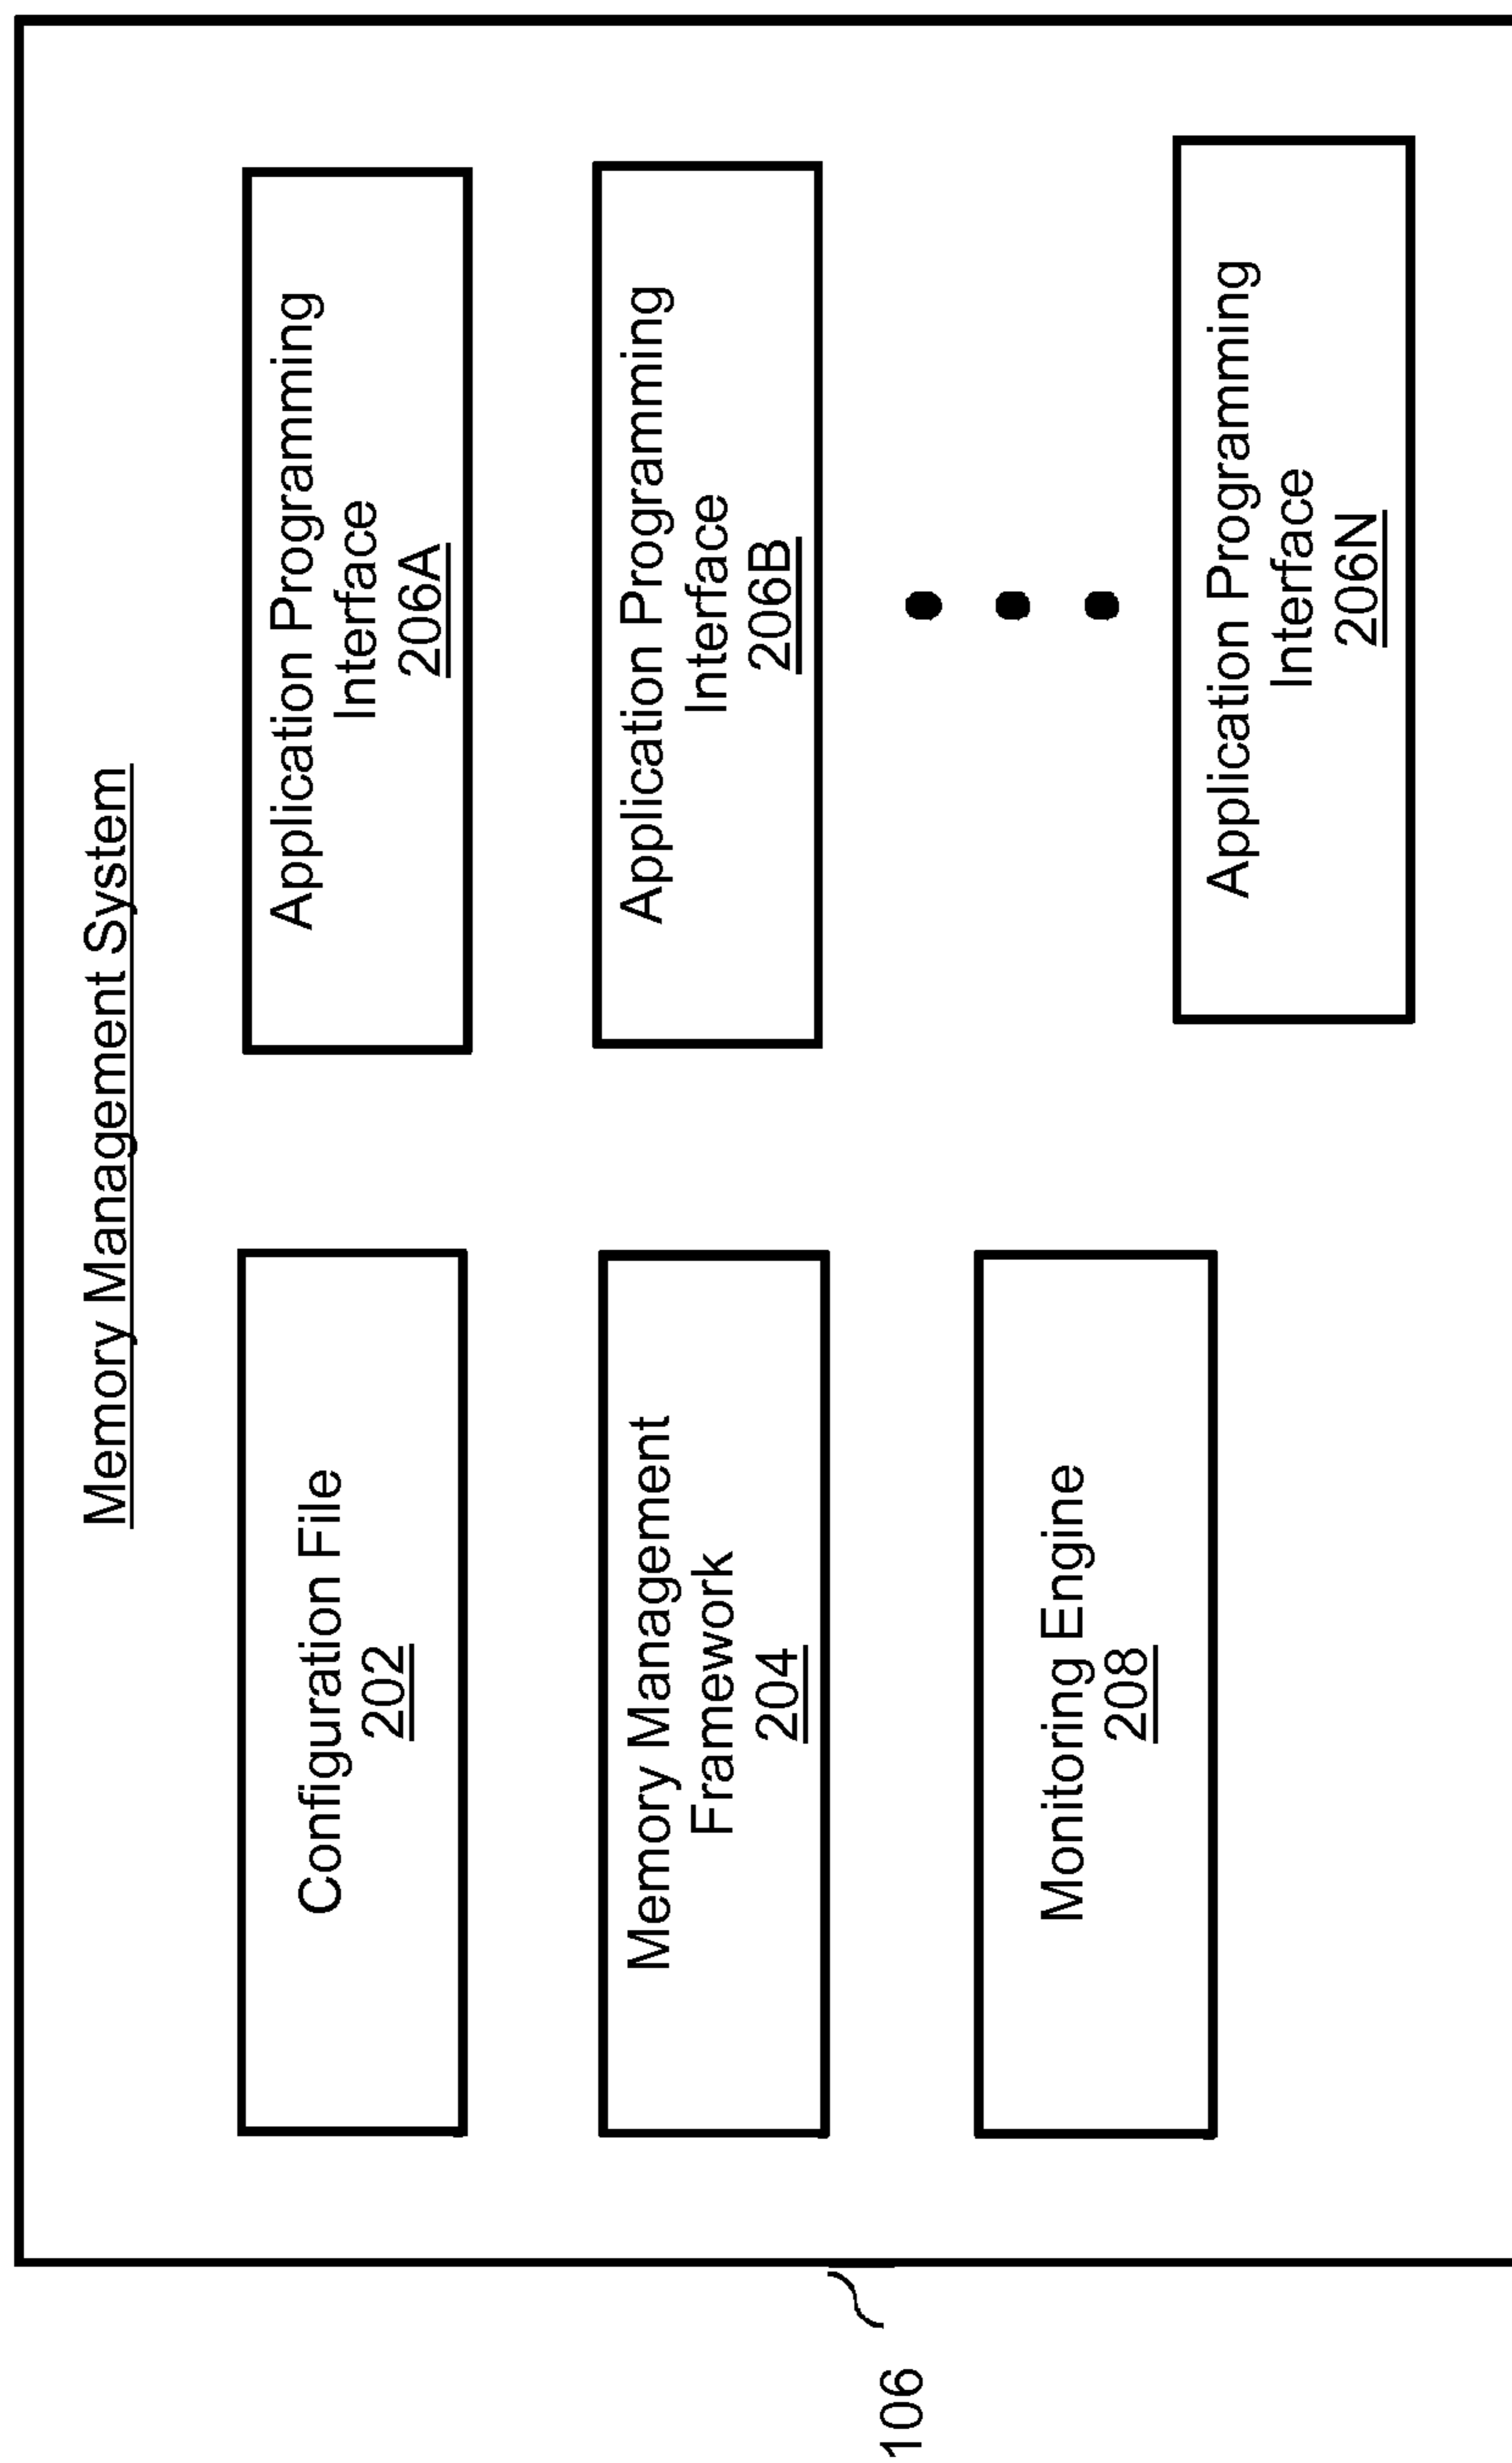 Memory Management System
Configuration File
202
Application Programming
Interface
206A
Memory Management
Framework
204
Application Programming
Interface
206B
Monitoring Engine
208
Application Programming
Interface
206N
106